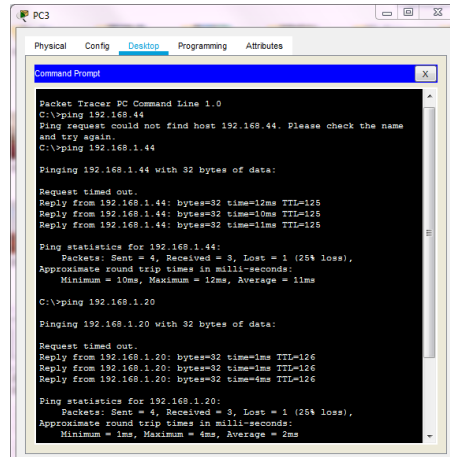 PC3
Physical Config Desktop Programming Attributes
Command Prompt
X
Packet Tracer PC Command Line 1.0
C:\>ping 192.168.44
Ping request could not find host 192.168.44. Please check the name
and try again.
C:\>ping 192.168.1.44
Pinging 192.168.1.44 with 32 bytes of data:
Request timed out.
Reply from 192.168.1.44: bytes=32 time=12ms TTL=125
Reply from 192.168.1.44: bytes=32 time=10ms TTL=125
Reply from 192.168.1.44: bytes=32 time=11ms TTL=125
Ping statistics for 192.168.1.44:
Packets: Sent = 4, Received = 3, Lost = 1 (25% loss),
Approximate round trip times in milli-seconds:
Minimum = 10ms, Maximum = 12ms, Average = 11ms
C:\>ping 192.168.1.20
Pinging 192.168.1.20 with 32 bytes of data:
Request timed out.
Reply from 192.168.1.20: bytes=32 time=1ms TTL=126
Reply from 192.168.1.20: bytes=32 time=1ms TTL=126
Reply from 192.168.1.20: bytes=32 time=4ms TTL=126
Ping statistics for 192.168.1.20:
Packets: Sent = 4, Received = 3, Lost = 1 (25% loss),
Approximate round trip times in milli-seconds:
Minimum = 1ms, Maximum = 4ms, Average = 2ms